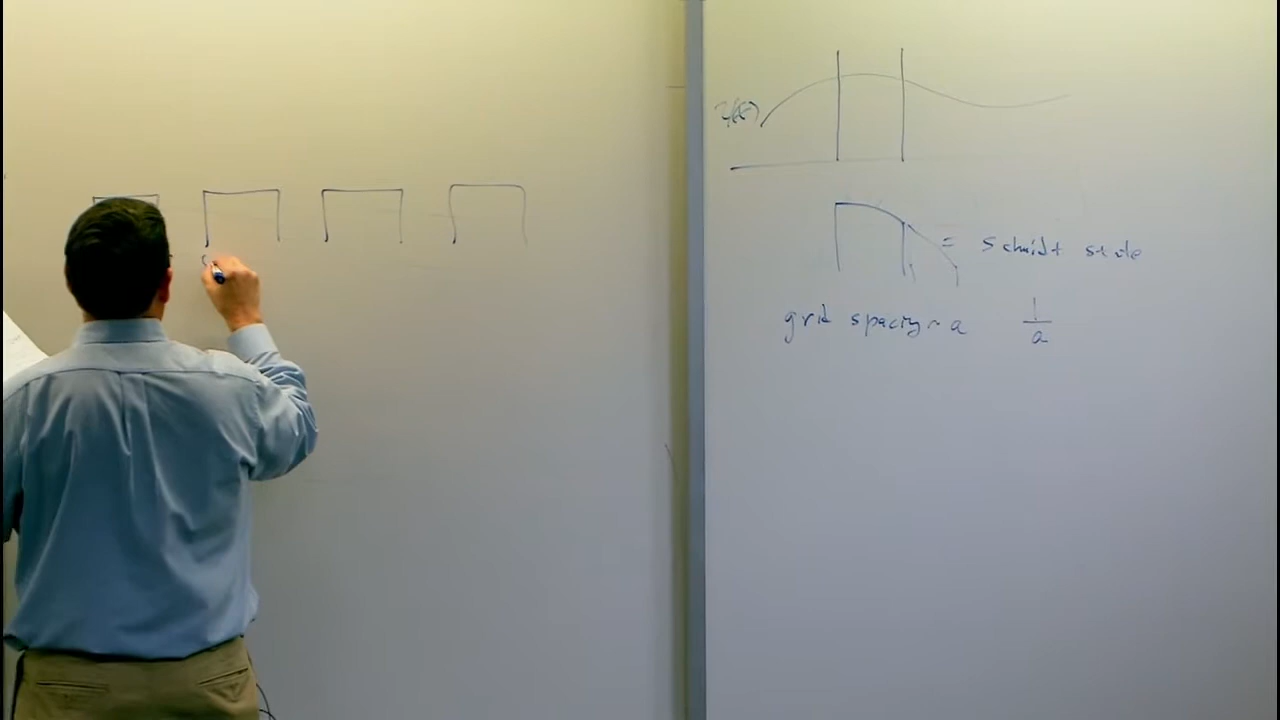 = Schmidt state
grid spacing ~ a
1
a